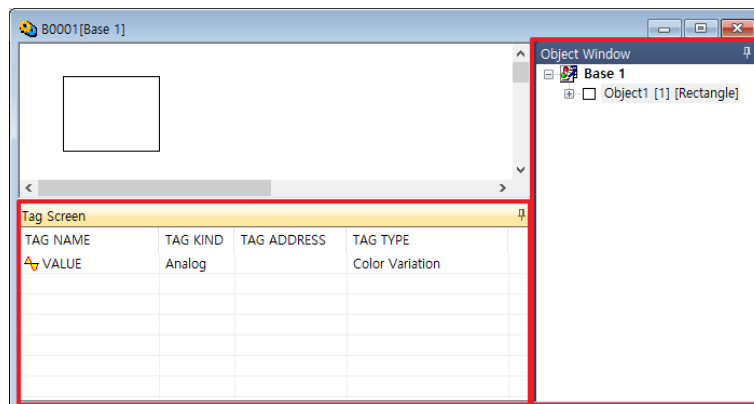 B0001[Base 1]
Object Window
Base 1
Object1 [1] [Rectangle]
Tag Screen
TAG NAME TAG KIND TAG ADDRESS TAG TYPE
VALUE Analog Color Variation